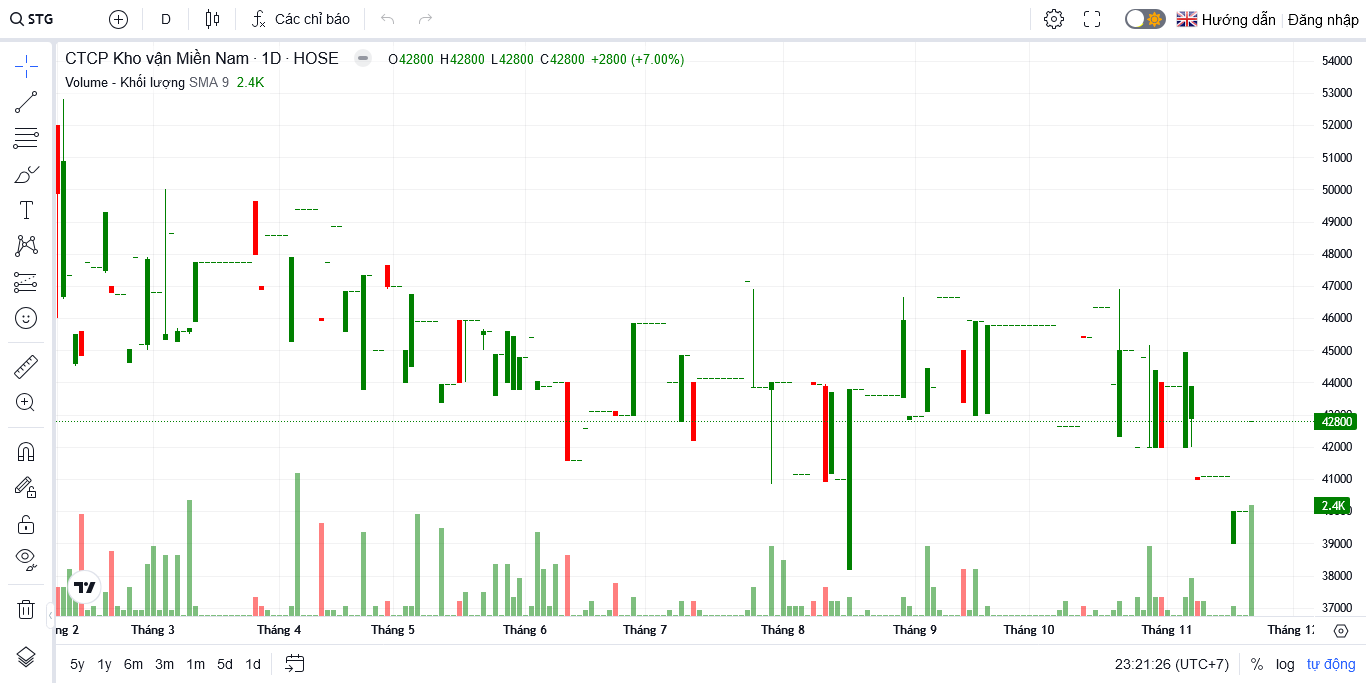 STG D Các chỉ báo Hướng dẫn Đăng nhập
CTCP Kho vận Miền Nam · 1D · HOSE O42800 H42800 L42800 C42800 +2800 (+7.00%)
Volume - Khối lượng SMA 9 2.4K
54000
53000
52000
51000
50000
49000
48000
47000
46000
45000
44000
42800
42000
41000
2.4K
39000
38000
37000
Tháng 3 Tháng 4 Tháng 5 Tháng 6 Tháng 7 Tháng 8 Tháng 9 Tháng 10 Tháng 11
5y 1y 6m 3m 1m 5d 1d 23:21:26 (UTC+7) % log tự động